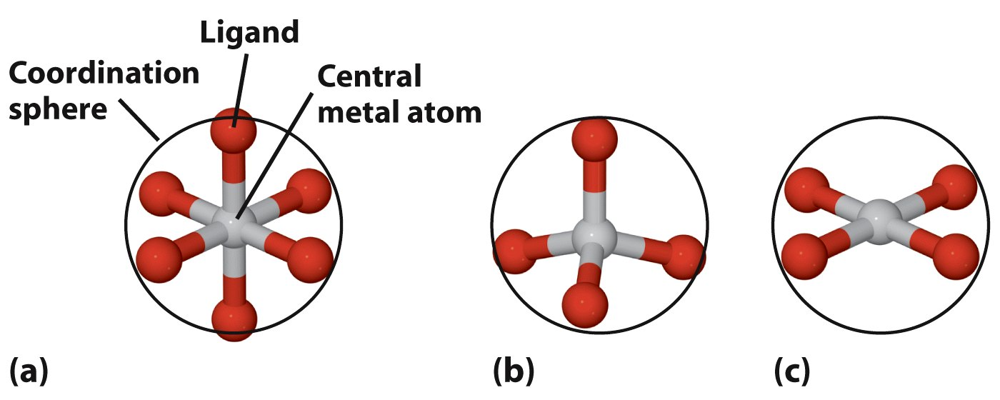 Ligand
Coordination
sphere
Central
metal atom
(a)
(b)
(c)